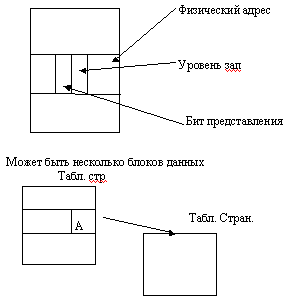 Физический адрес
Уровень зап
Бит представления
Может быть несколько блоков данных
Табл. стр
Табл. Стран.
А